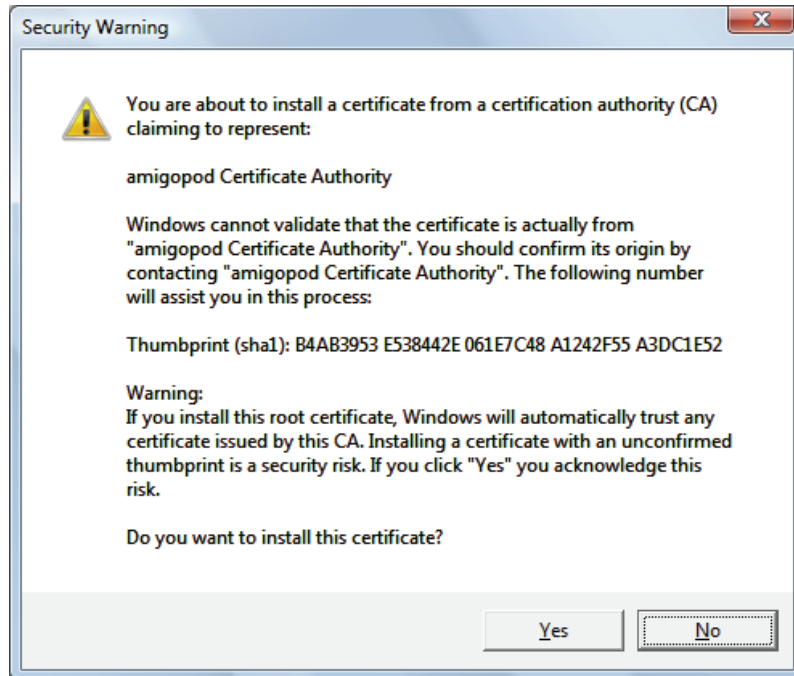 Security Warning
You are about to install a certificate from a certification authority (CA)
claiming to represent:
amigopod Certificate Authority
Windows cannot validate that the certificate is actually from
"amigopod Certificate Authority". You should confirm its origin by
contacting "amigopod Certificate Authority". The following number
will assist you in this process:
Thumbprint (sha1): B4AB3953 E538442E 061E7C48 A1242F55 A3DC1E52
Warning:
If you install this root certificate, Windows will automatically trust any
certificate issued by this CA. Installing a certificate with an unconfirmed
thumbprint is a security risk. If you click "Yes" you acknowledge this
risk.
Do you want to install this certificate?
Yes
No